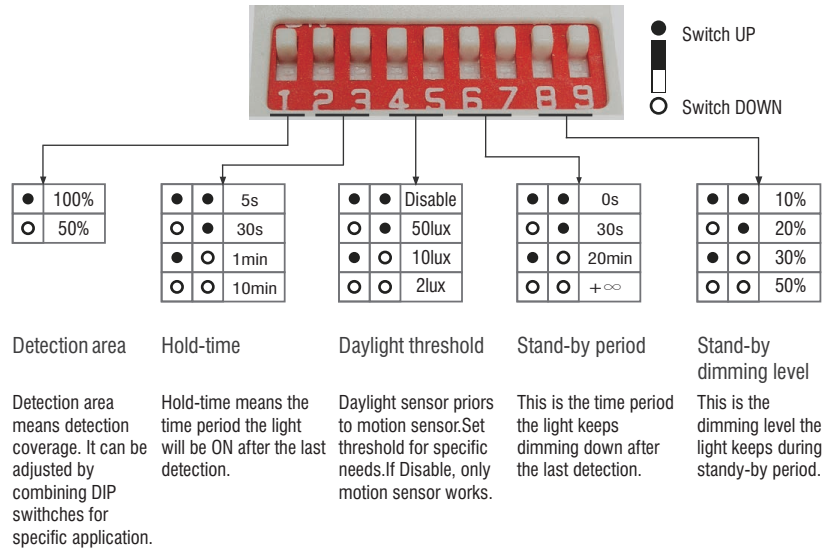 ON
1 2 3 4 5 6 7 8 9
Switch UP
Switch DOWN
100%
50%
5s
30s
1min
10min
Disable
50lux
10lux
2lux
0s
30s
20min
+∞
10%
20%
30%
50%
Detection area
Detection area
means detection
coverage. It can be
adjusted by
combining DIP
swithches for
specific application.
Hold-time
Hold-time means the
time period the light
will be ON after the last
detection.
Daylight threshold
Daylight sensor priors
to motion sensor.Set
threshold for specific
needs.If Disable, only
motion sensor works.
Stand-by period
This is the time period
the light keeps
dimming down after
the last detection.
Stand-by
dimming level
This is the
dimming level the
light keeps during
standy-by period.